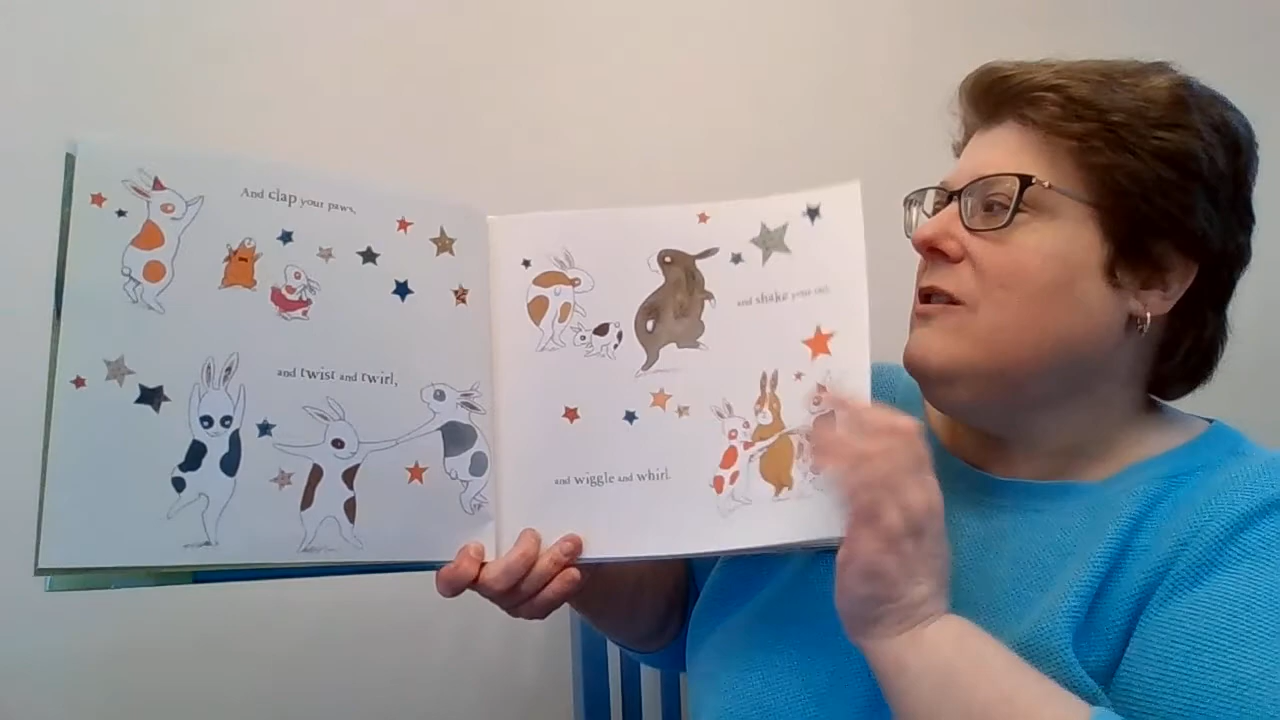 And clap your paws,
and twist and twirl,
and shake your tail,
and wiggle and whirl.